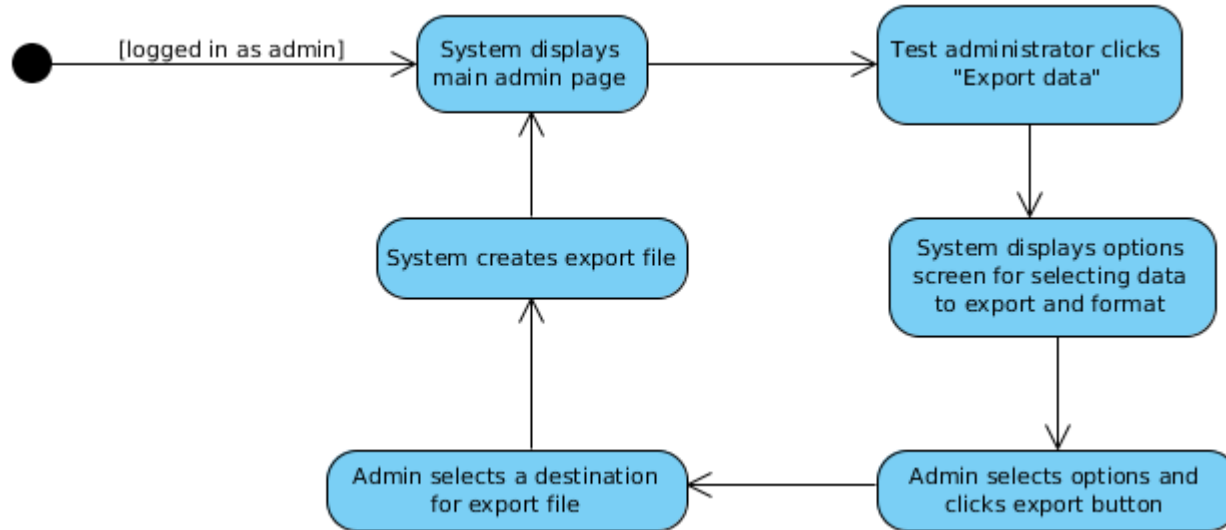 [logged in as admin]
System displays
main admin page
Test administrator clicks
"Export data"
System displays options
screen for selecting data
to export and format
Admin selects options and
clicks export button
Admin selects a destination
for export file
System creates export file